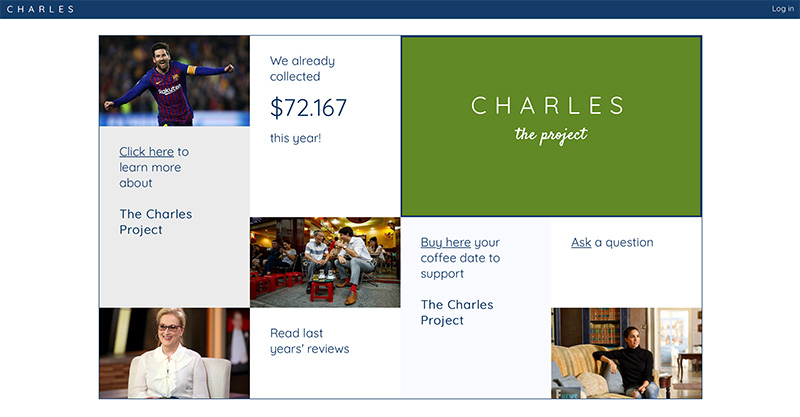 CHARLES
Log in
We already
collected
$72.167
this year!
CHARLES
the project
Click here to
learn more
about
The Charles
Project
Rakuten
Buy here your
coffee date to
support
The Charles
Project
Ask a question
Read last
years' reviews